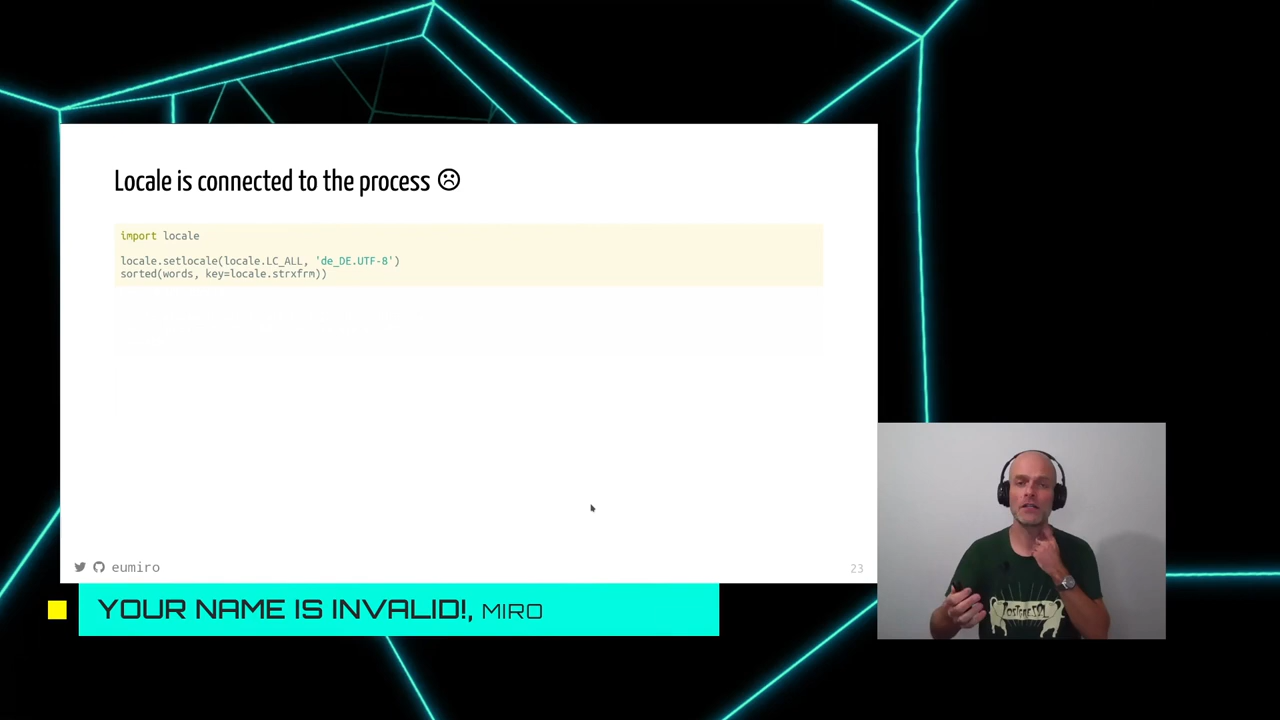 Locale is connected to the process ☹
import locale
locale.setlocale(locale.LC_ALL, 'de_DE.UTF-8')
sorted(words, key=locale.strxfrm))
eumiro
23
YOUR NAME IS INVALID!, MIRO
POSTGRESQL